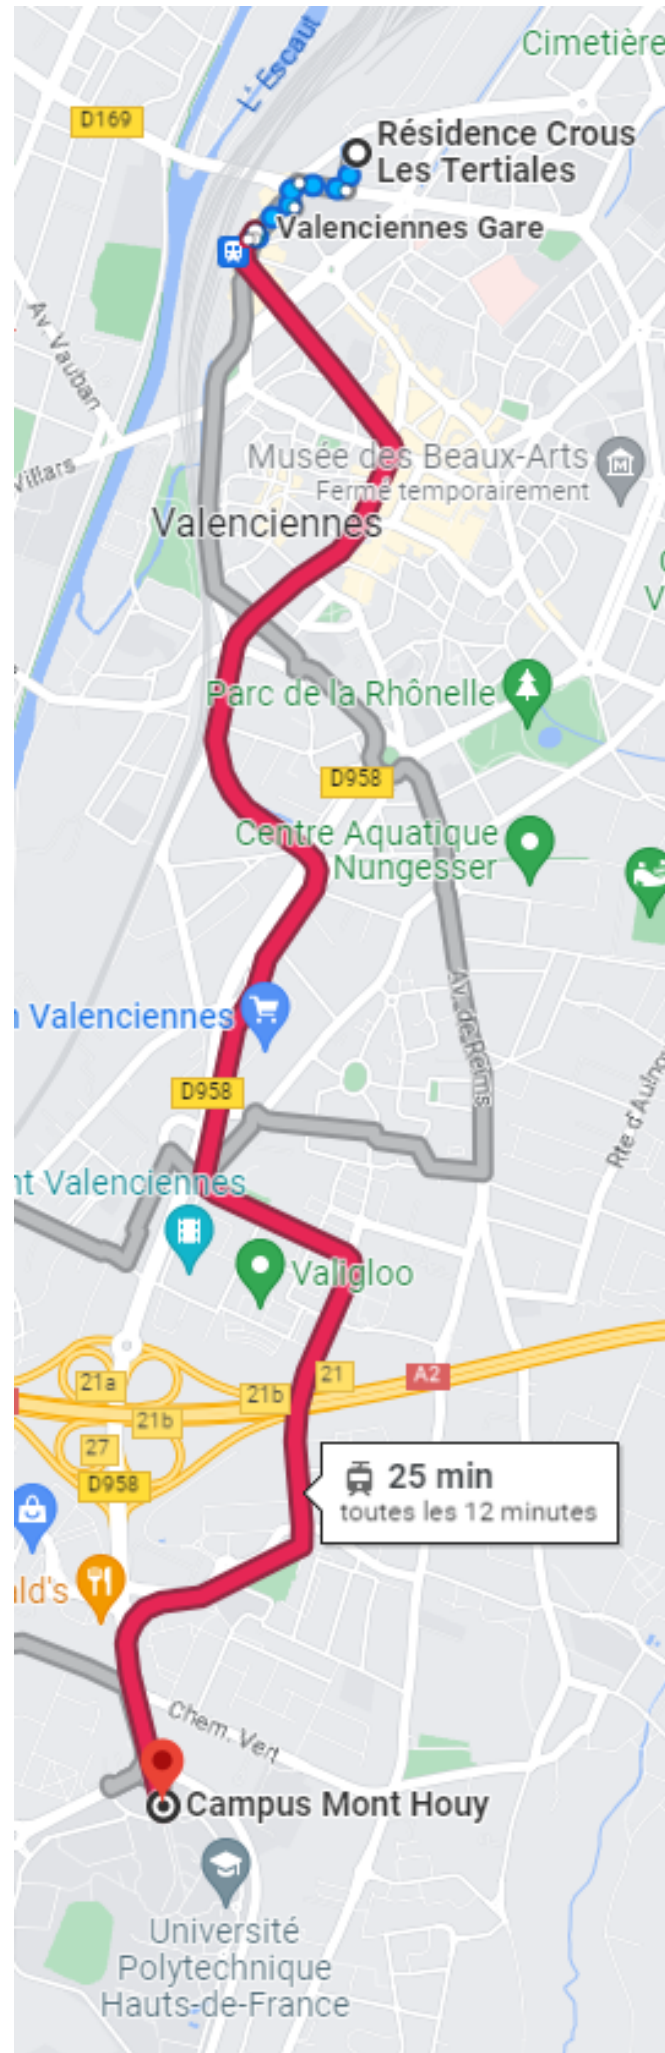 L'Escaut
Cimetière
D169
Résidence Crous
Les Tertiales
Valenciennes Gare
Av. Vauban
Villars
Musée des Beaux-Arts
Fermé temporairement
Valenciennes
V
Parc de la Rhônelle
D958
Centre Aquatique
Nungesser
n Valenciennes
Av. de Reims
D958
Rte d'Aulnoy
nt Valenciennes
Valigloo
21a
21b
21
A2
21b
27
D958
25 min
toutes les 12 minutes
ald's
Chem. Vert
Campus Mont Houy
Université
Polytechnique
Hauts-de-France